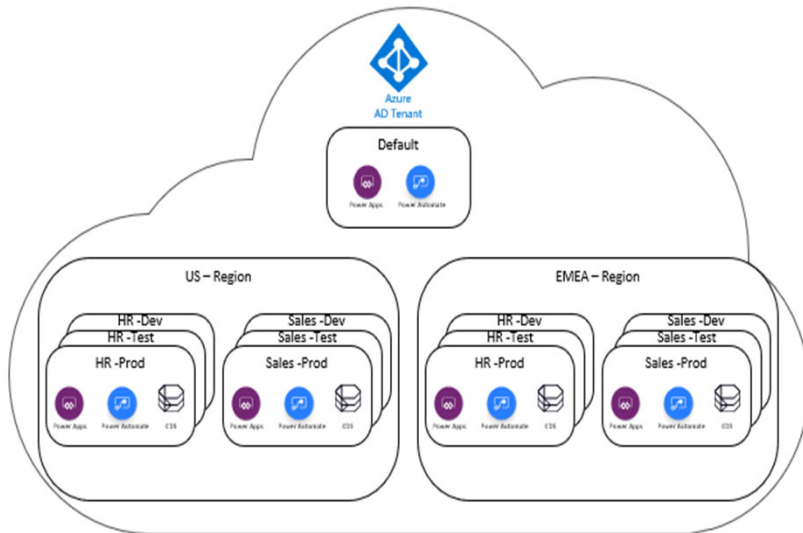 Azure
AD Tenant
Default
Power Apps
Power Automate
US – Region
HR -Dev
HR -Test
HR -Prod
Power Apps
Power Automate
CDS
Sales -Dev
Sales -Test
Sales -Prod
Power Apps
Power Automate
CDS
EMEA – Region
HR -Dev
HR -Test
HR -Prod
Power Apps
Power Automate
CDS
Sales -Dev
Sales -Test
Sales -Prod
Power Apps
Power Automate
CDS